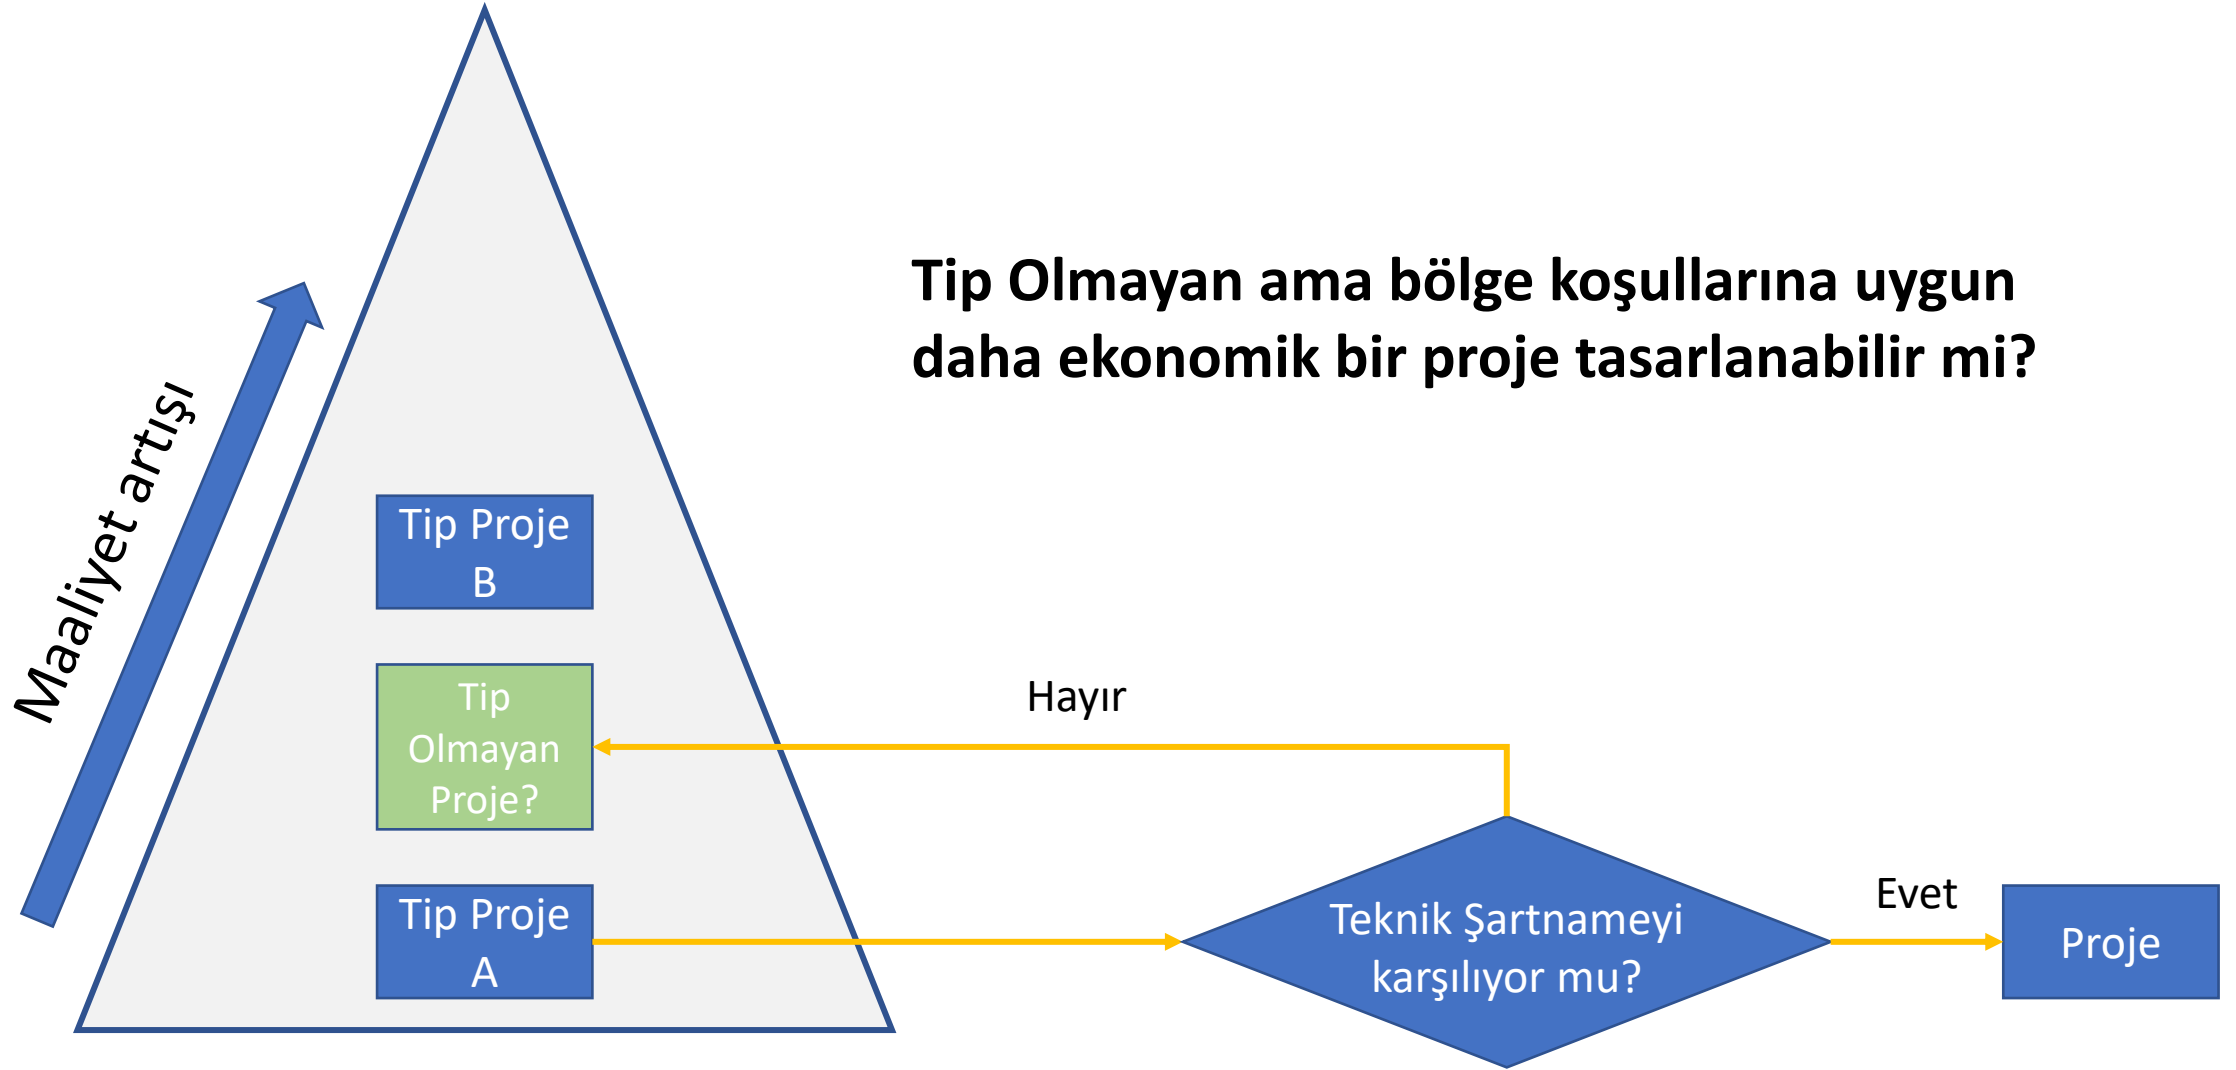 Tip Olmayan ama bölge koşullarına uygun
daha ekonomik bir proje tasarlanabilir mi?
Maaliyet artışı
Tip Proje
B
Tip
Olmayan
Proje?
Hayır
Tip Proje
A
Teknik Şartnameyi
karşılıyor mu?
Evet
Proje